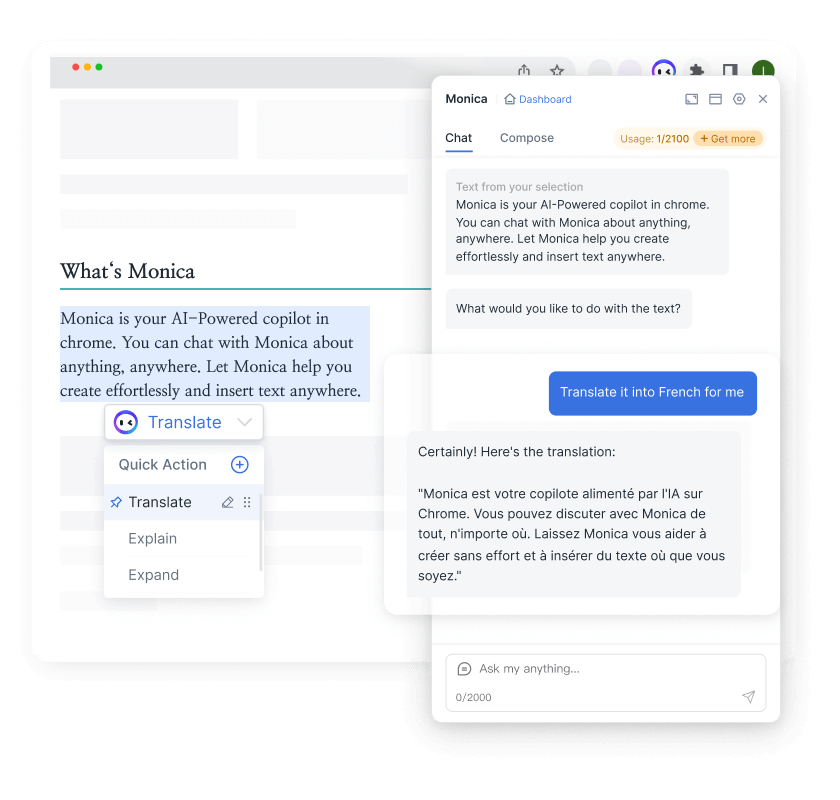 What's Monica
Monica is your AI-Powered copilot in
chrome. You can chat with Monica about
anything, anywhere. Let Monica help you
create effortlessly and insert text anywhere.
Translate
Quick Action
Translate
Explain
Expand
I
Monica
Dashboard
Chat
Compose
Usage: 1/2100
+ Get more
Text from your selection
Monica is your AI-Powered copilot in chrome.
You can chat with Monica about anything,
anywhere. Let Monica help you create
effortlessly and insert text anywhere.
What would you like to do with the text?
Translate it into French for me
Certainly! Here's the translation:
"Monica est votre copilote alimenté par l'IA sur
Chrome. Vous pouvez discuter avec Monica de
tout, n'importe où. Laissez Monica vous aider à
créer sans effort et à insérer du texte où que vous
soyez."
Ask my anything...
0/2000